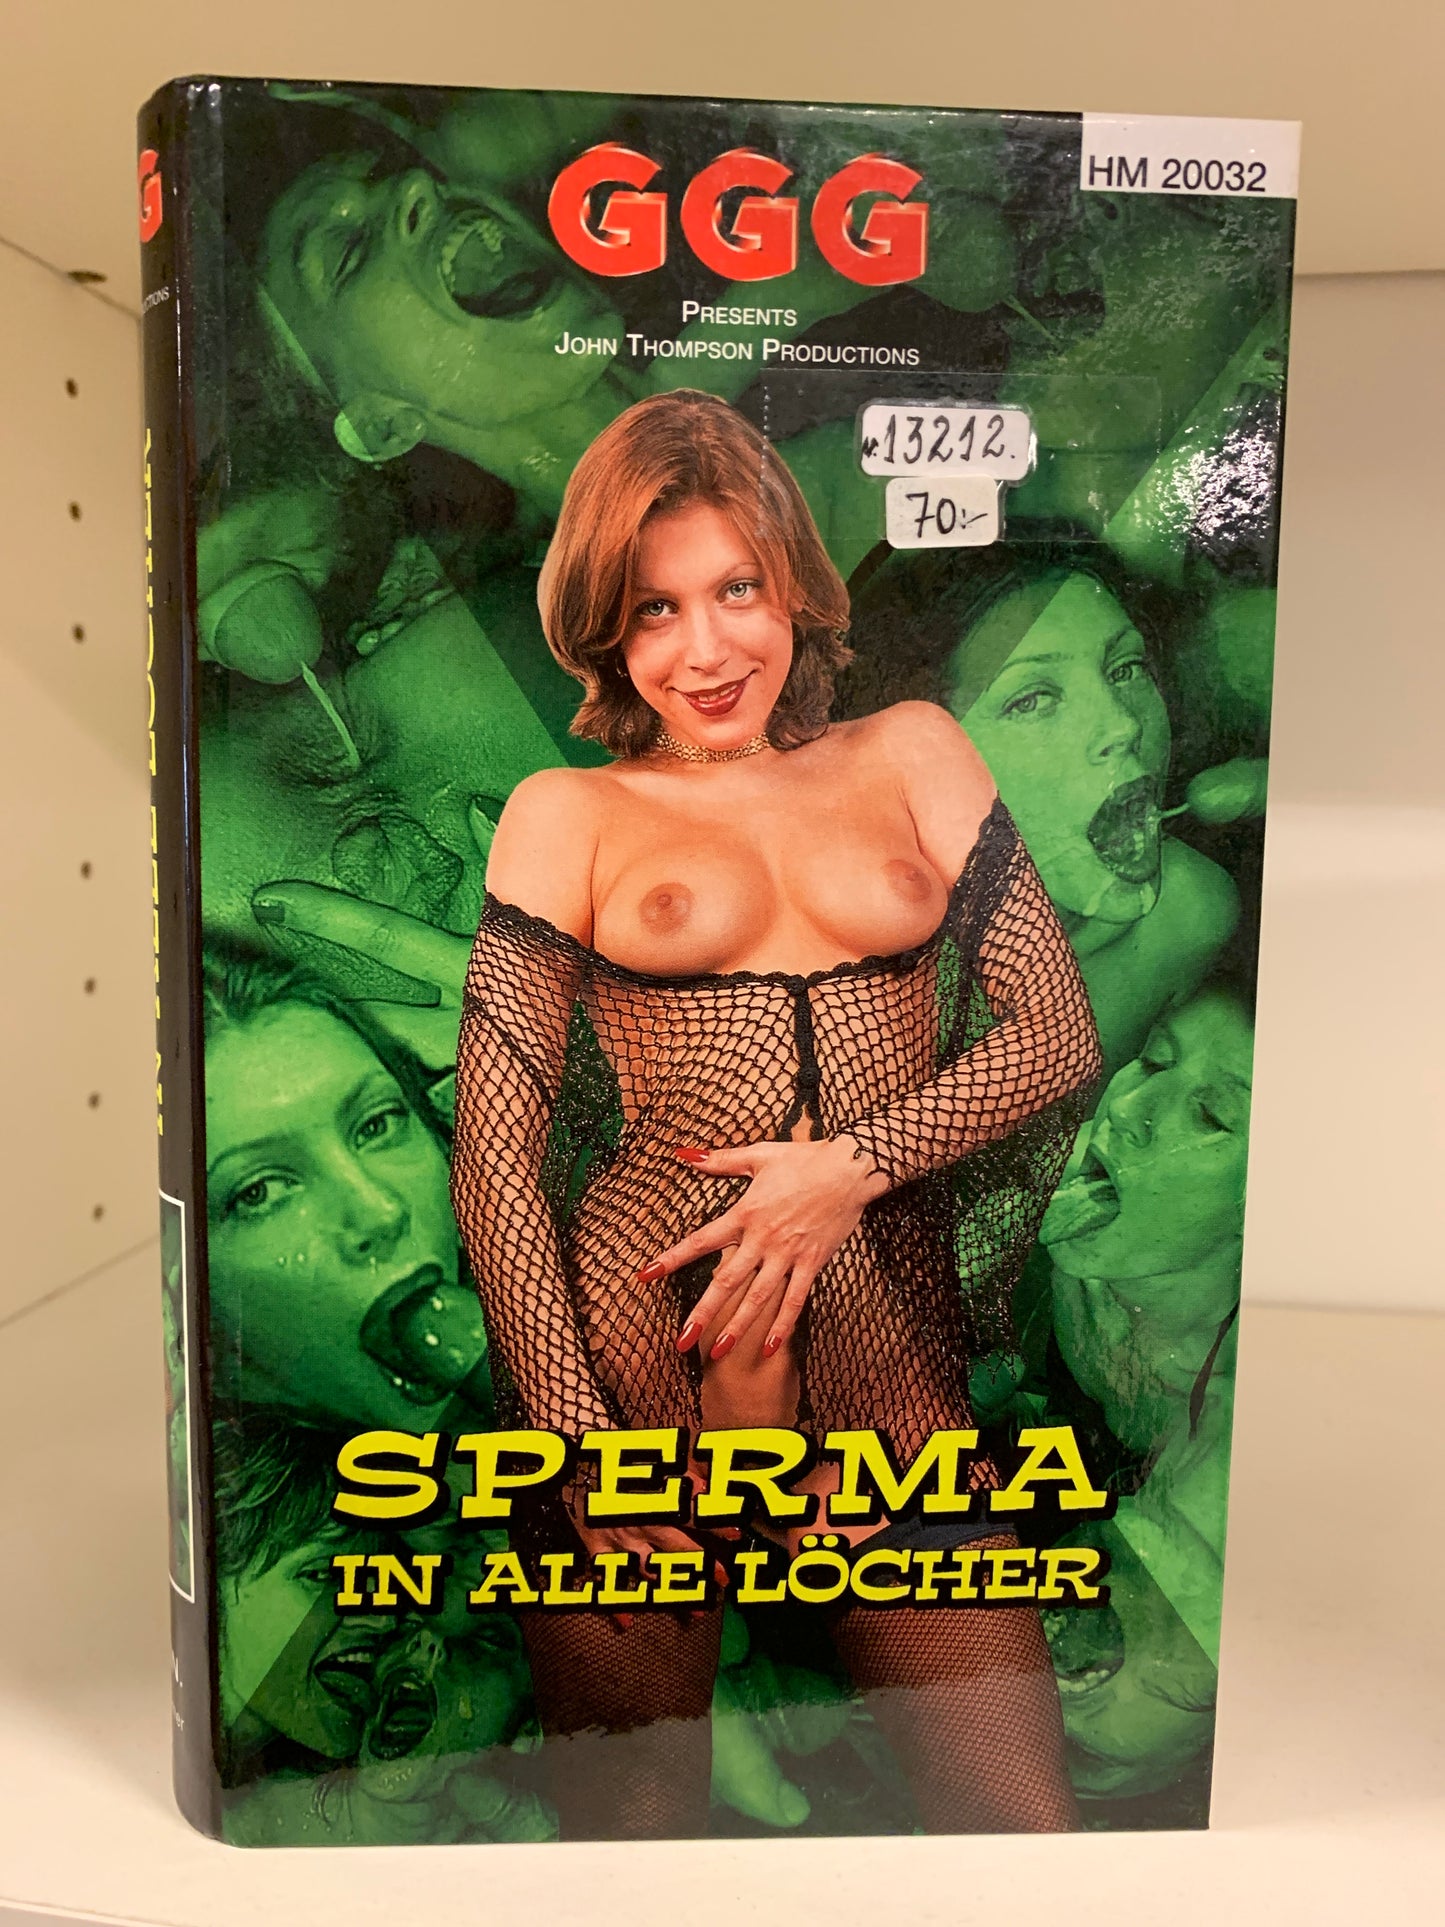 GGG
HM 20032
PRESENTS
JOHN THOMPSON PRODUCTIONS
13212.
70:-
SPERMA
IN ALLE LÖCHER